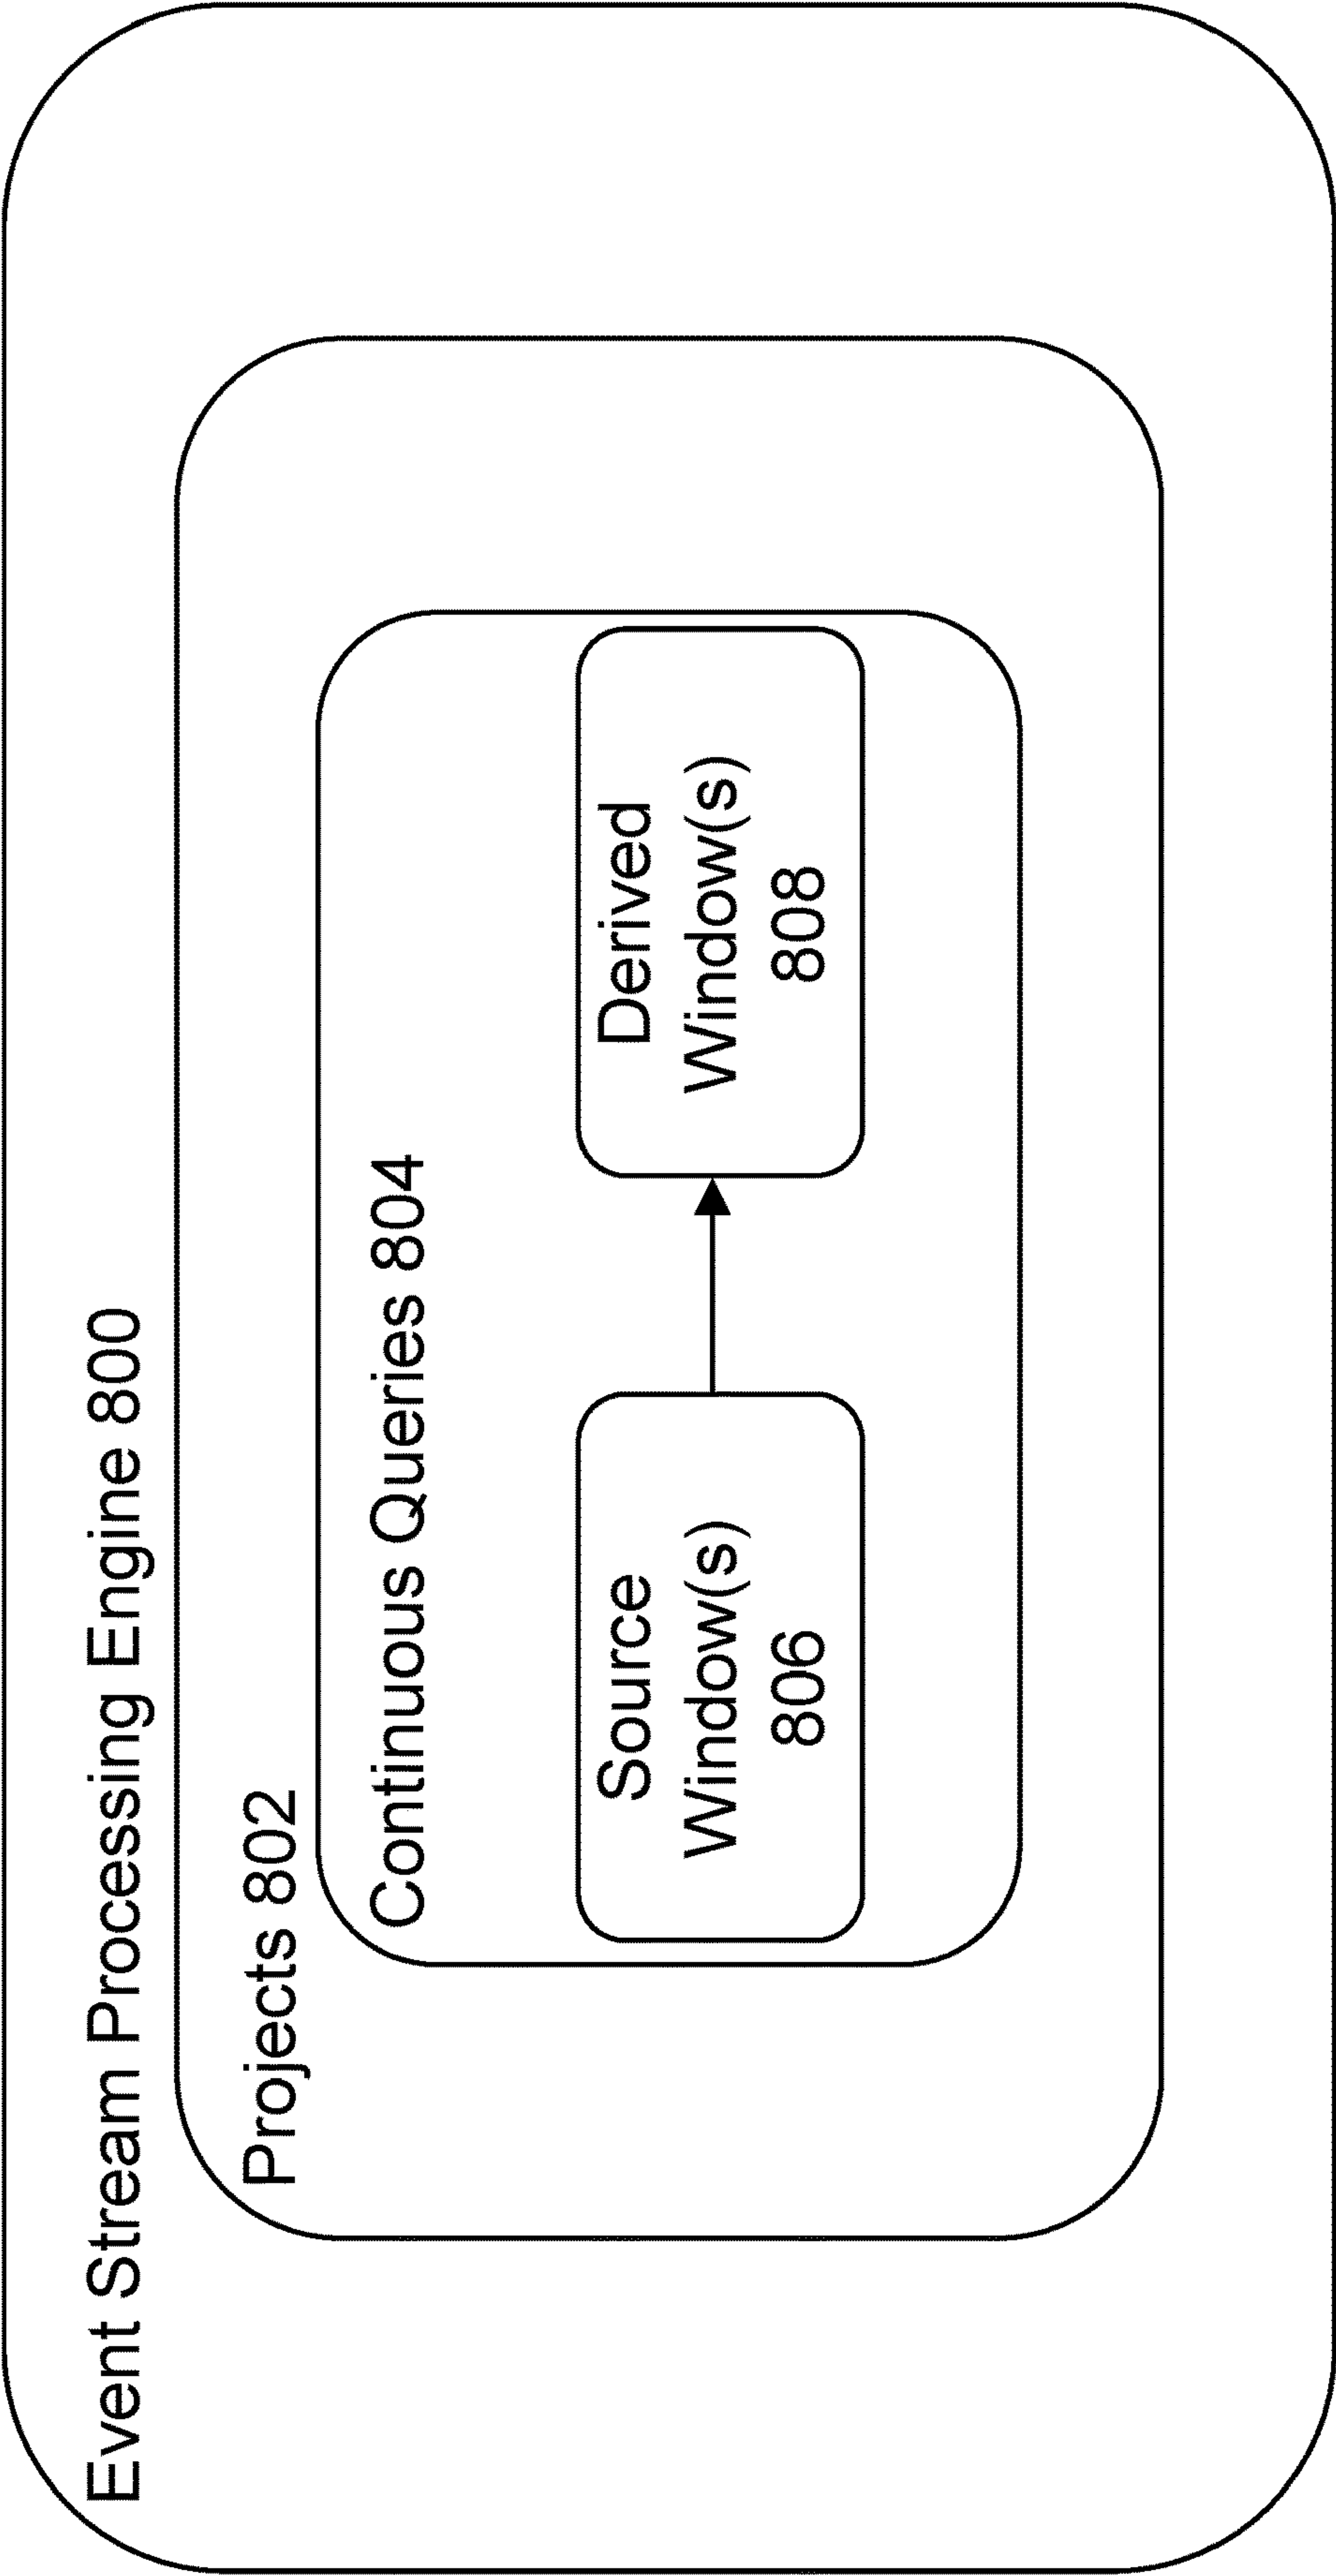 Event Stream Processing Engine 800
Projects 802
Continuous Queries 804
Source
Window(s)
806
Derived
Window(s)
808